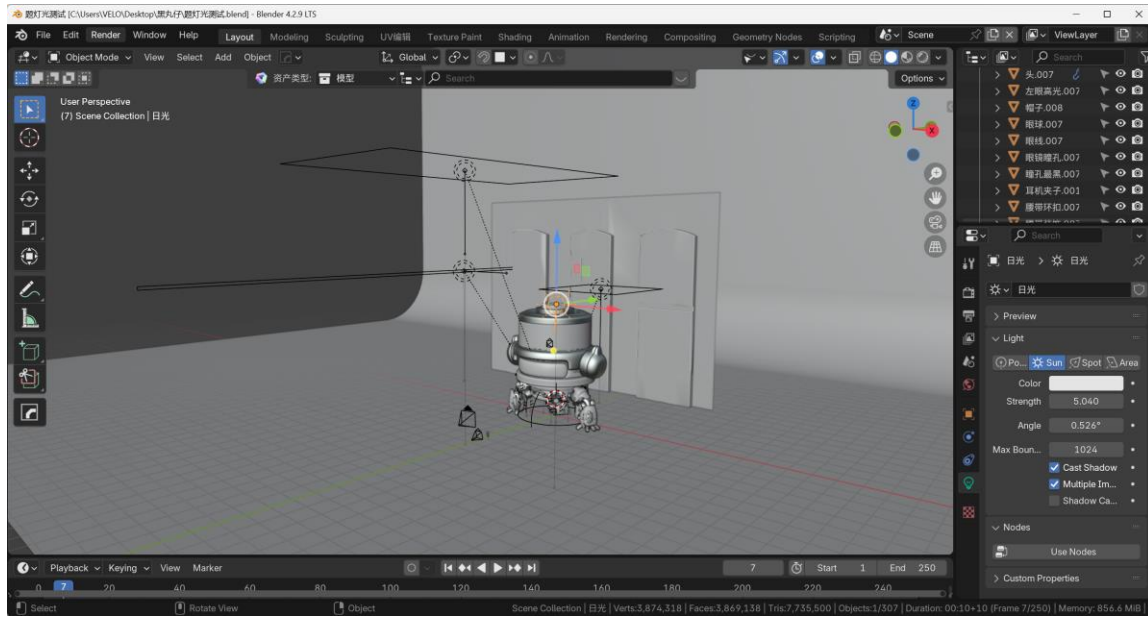 题灯光测试 [C:\Users\VELO\Desktop\黑丸仔\题灯光测试.blend] - Blender 4.2.9 LTS
File Edit Render Window Help Layout Modeling Sculpting UV编辑 Texture Paint Shading Animation Rendering Compositing Geometry Nodes Scripting Scene ViewLayer
Object Mode View Select Add Object Global Search
资产类型: 模型 Search Options
User Perspective
(7) Scene Collection | 日光
Z
X
头.007
左眼高光.007
帽子.008
眼球.007
眼线.007
眼镜瞳孔.007
瞳孔最黑.007
耳机夹子.001
腰带环扣.007
Search
日光 > 日光
日光
Preview
Light
Po... Sun Spot Area
Color
Strength 5.040
Angle 0.526°
Max Boun... 1024
Cast Shadow
Multiple Im...
Shadow Ca...
Nodes
Use Nodes
Custom Properties
Playback Keying View Marker 7 Start 1 End 250
0 7 20 40 60 80 100 120 140 160 180 200 220 240
Select Rotate View Object Scene Collection | 日光 | Verts:3,874,318 | Faces:3,869,138 | Tris:7,735,500 | Objects:1/307 | Duration: 00:10+10 (Frame 7/250) | Memory: 856.6 MiB |